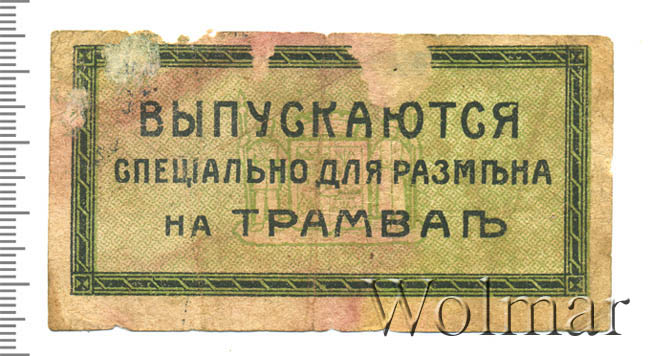 ВЫПУСКАЮТСЯ
СПЕЦІАЛЬНО ДЛЯ РАЗМѢНА
НА ТРАМВАѢ
Wolmar